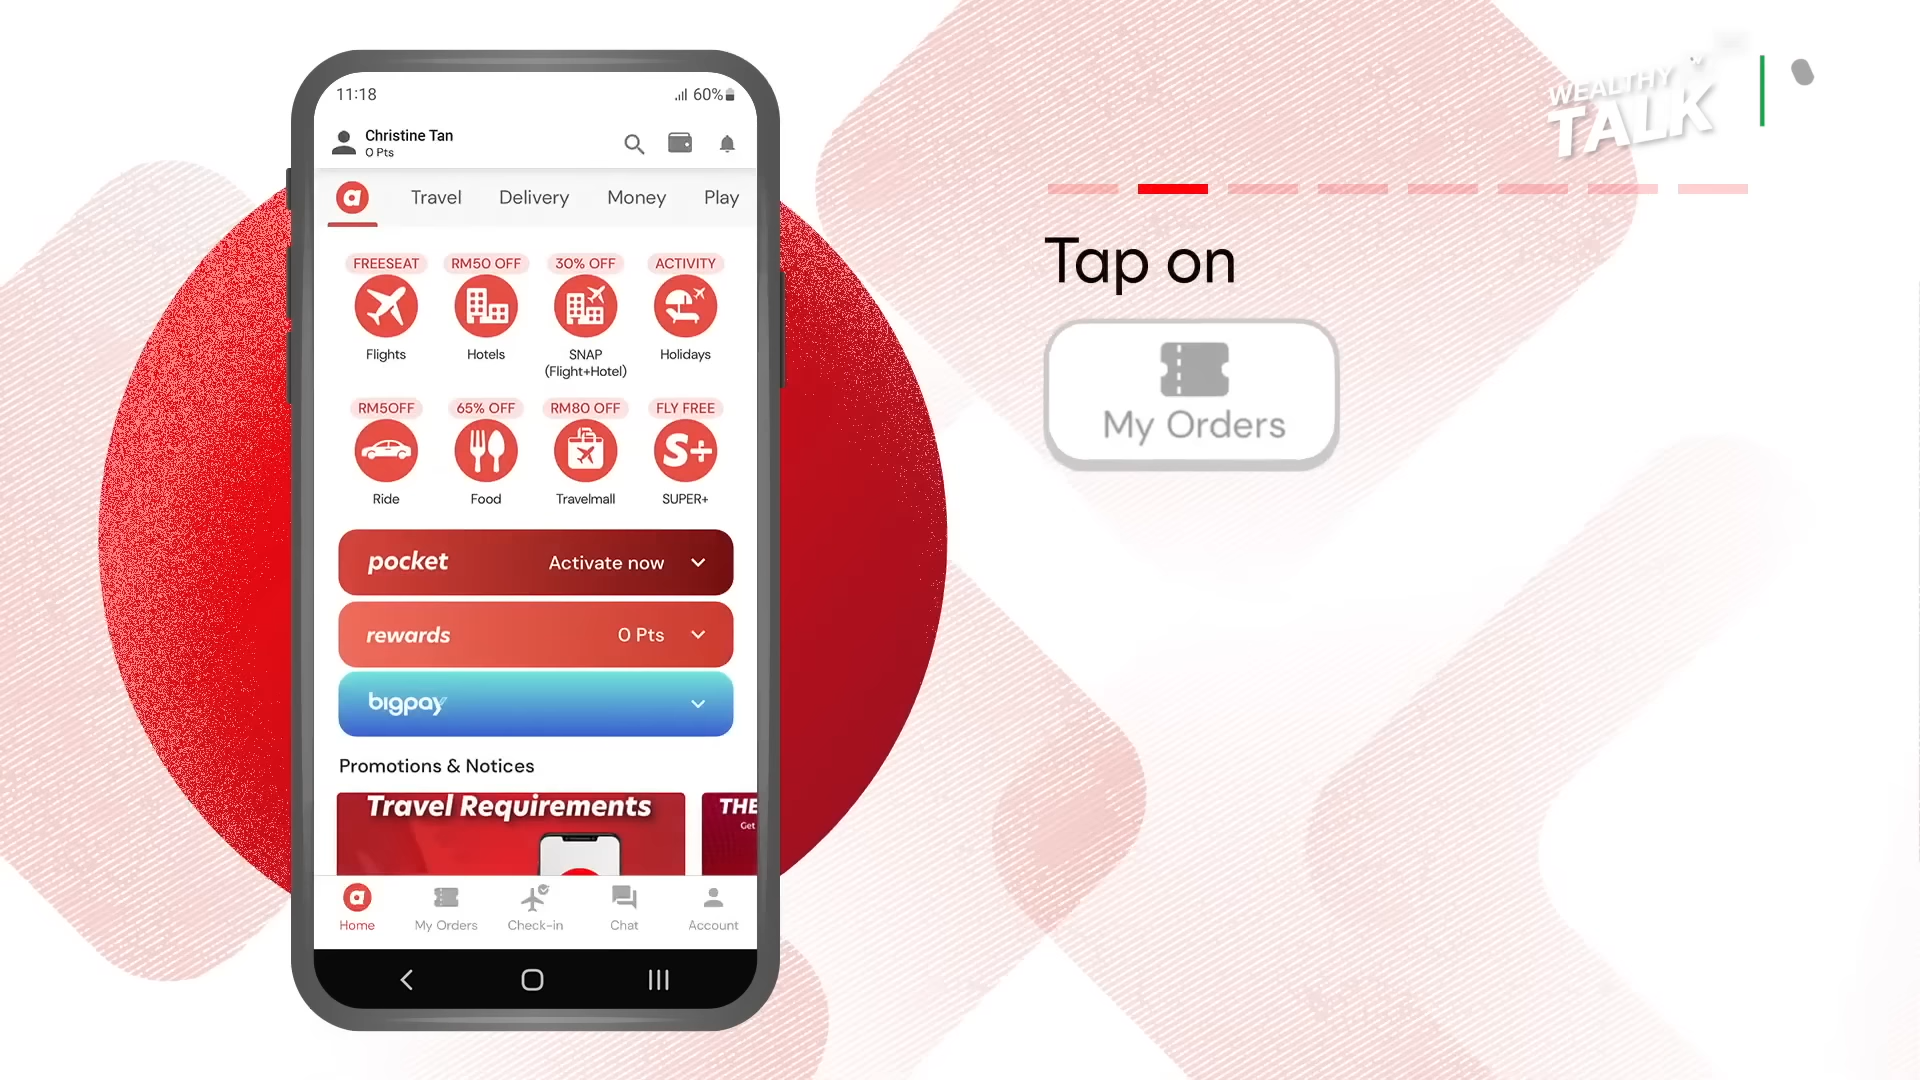 11:18
60%
Christine Tan
0 Pts
a
Travel
Delivery
Money
Play
FREESEAT
RM50 OFF
30% OFF
ACTIVITY
Flights
Hotels
SNAP
(Flight+Hotel)
Holidays
RM5OFF
65% OFF
RM80 OFF
FLY FREE
S+
Ride
Food
Travelmall
SUPER+
pocket
Activate now
rewards
0 Pts
bigpay
Promotions & Notices
Travel Requirements
THE
Get
a
Home
My Orders
Check-in
Chat
Account
WEALTHY
TALK
Tap on
My Orders